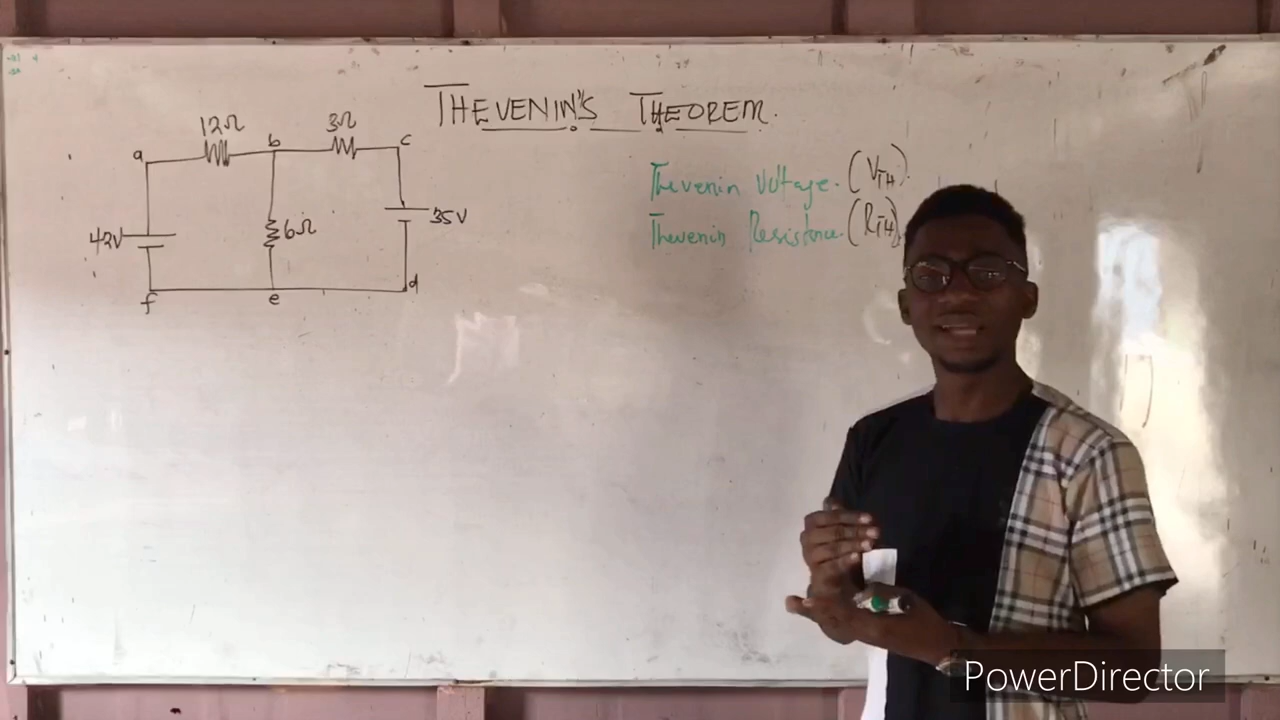 THEVENIN'S THEOREM.
12Ω
3Ω
a
b
c
42V
6Ω
35V
f
e
d
Thevenin Voltage. (VTH).
Thevenin Resistance. (RTH).
PowerDirector